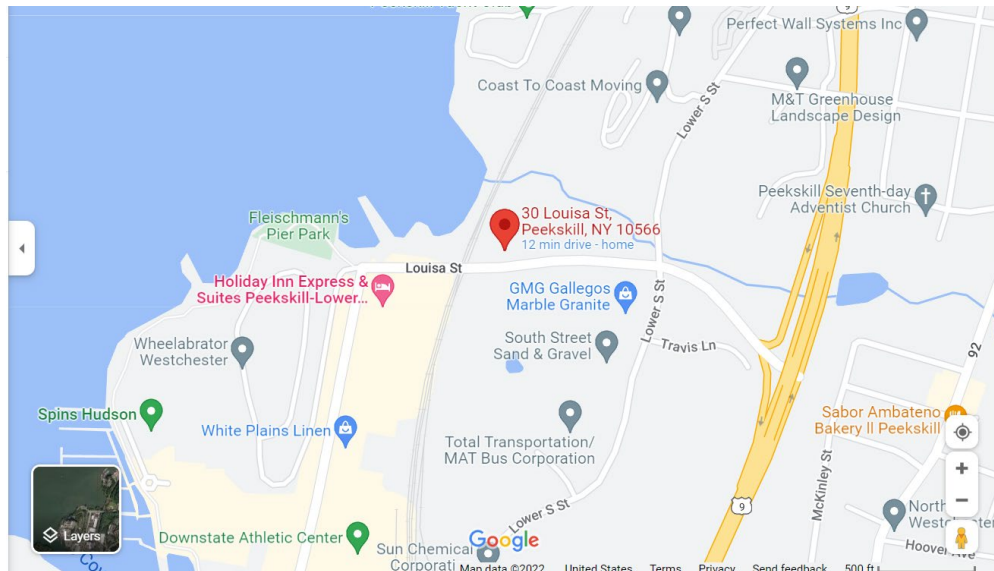 9
Perfect Wall Systems Inc
Coast To Coast Moving
Lower S St
M&T Greenhouse
Landscape Design
Peekskill Seventh-day
Adventist Church
Fleischmann's
Pier Park
30 Louisa St,
Peekskill, NY 10566
12 min drive - home
Louisa St
Holiday Inn Express &
Suites Peekskill-Lower...
GMG Gallegos
Marble Granite
Lower S St
South Street
Sand & Gravel
Travis Ln
Wheelabrator
Westchester
92
Spins Hudson
White Plains Linen
Sabor Ambateno
Bakery II Peekskill
Total Transportation/
MAT Bus Corporation
McKinley St
9
Lower S St
Layers
Downstate Athletic Center
Google
Sun Chemical
Corporati
Hoover Ave
Map data ©2022 United States Terms Privacy Send feedback 500 ft